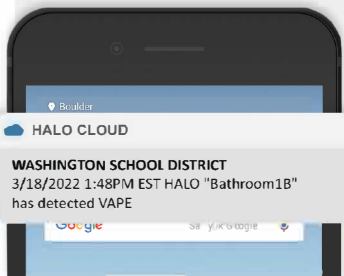 Boulder
HALO CLOUD
WASHINGTON SCHOOL DISTRICT
3/18/2022 1:48PM EST HALO "Bathroom1B"
has detected VAPE
Google